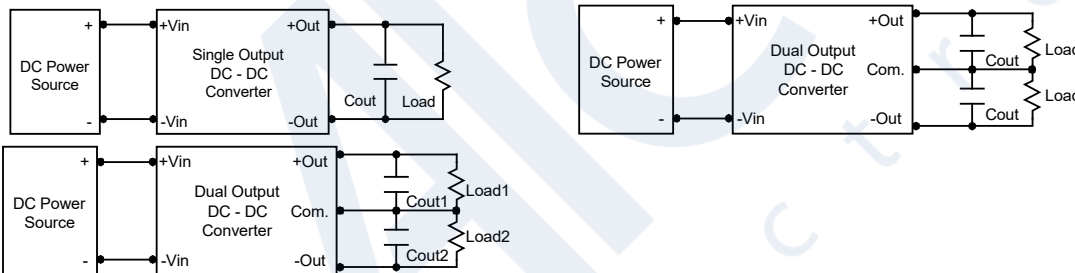 +
DC Power
Source
-
+Vin
-Vin
Single Output
DC - DC
Converter
+Out
-Out
Cout
Load
+
DC Power
Source
-
+Vin
-Vin
Dual Output
DC - DC
Converter
+Out
Com.
-Out
Cout
Cout
+
DC Power
Source
-
+Vin
-Vin
Dual Output
DC - DC
Converter
+Out
Com.
-Out
Cout1
Load1
Cout2
Load2